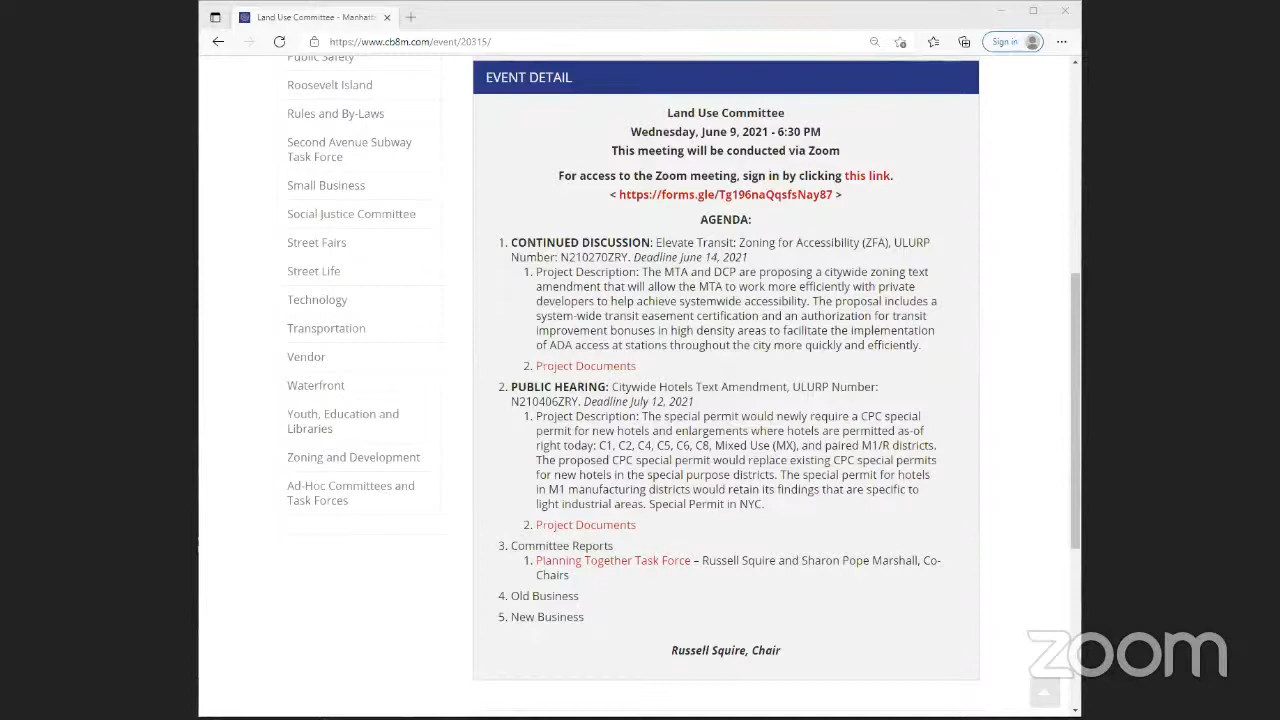 Land Use Committee - Manhatt
https://www.cb8m.com/event/20315/
Sign in
Public Safety
Roosevelt Island
Rules and By-Laws
Second Avenue Subway
Task Force
Small Business
Social Justice Committee
Street Fairs
Street Life
Technology
Transportation
Vendor
Waterfront
Youth, Education and
Libraries
Zoning and Development
Ad-Hoc Committees and
Task Forces
EVENT DETAIL
Land Use Committee
Wednesday, June 9, 2021 - 6:30 PM
This meeting will be conducted via Zoom
For access to the Zoom meeting, sign in by clicking this link.
< https://forms.gle/Tg196naQqsfsNay87 >
AGENDA:
1. CONTINUED DISCUSSION: Elevate Transit: Zoning for Accessibility (ZFA), ULURP
Number: N210270ZRY. Deadline June 14, 2021
1. Project Description: The MTA and DCP are proposing a citywide zoning text
amendment that will allow the MTA to work more efficiently with private
developers to help achieve systemwide accessibility. The proposal includes a
system-wide transit easement certification and an authorization for transit
improvement bonuses in high density areas to facilitate the implementation
of ADA access at stations throughout the city more quickly and efficiently.
2. Project Documents
2. PUBLIC HEARING: Citywide Hotels Text Amendment, ULURP Number:
N210406ZRY. Deadline July 12, 2021
1. Project Description: The special permit would newly require a CPC special
permit for new hotels and enlargements where hotels are permitted as-of
right today: C1, C2, C4, C5, C6, C8, Mixed Use (MX), and paired M1/R districts.
The proposed CPC special permit would replace existing CPC special permits
for new hotels in the special purpose districts. The special permit for hotels
in M1 manufacturing districts would retain its findings that are specific to
light industrial areas. Special Permit in NYC.
2. Project Documents
3. Committee Reports
1. Planning Together Task Force – Russell Squire and Sharon Pope Marshall, Co-
Chairs
4. Old Business
5. New Business
Russell Squire, Chair
zoom